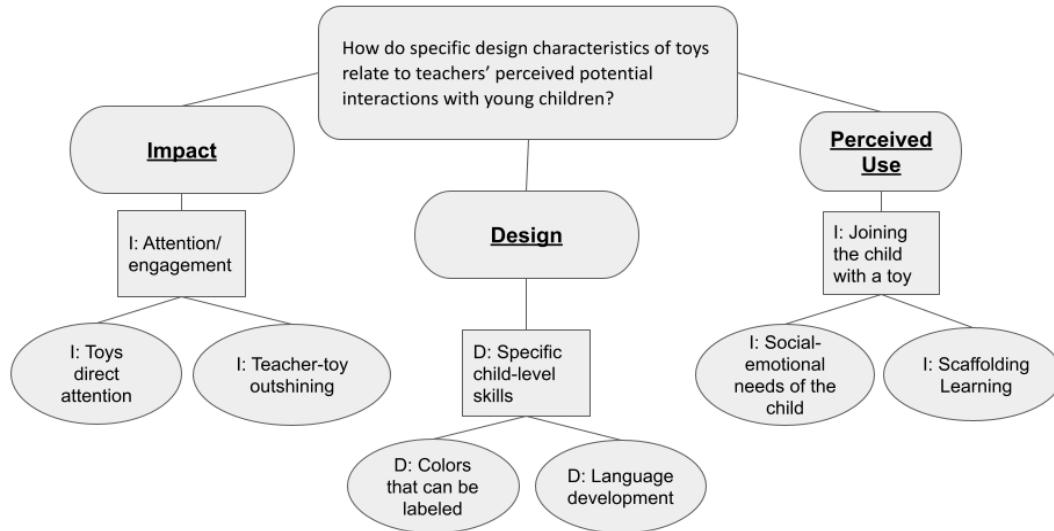 How do specific design characteristics of toys
relate to teachers’ perceived potential
interactions with young children?
Impact
Design
Perceived
Use
I: Attention/
engagement
I: Joining
the child
with a toy
D: Specific
child-level
skills
I: Toys
direct
attention
I: Teacher-toy
outshining
I: Social-
emotional
needs of the
child
I: Scaffolding
Learning
D: Colors
that can be
labeled
D: Language
development